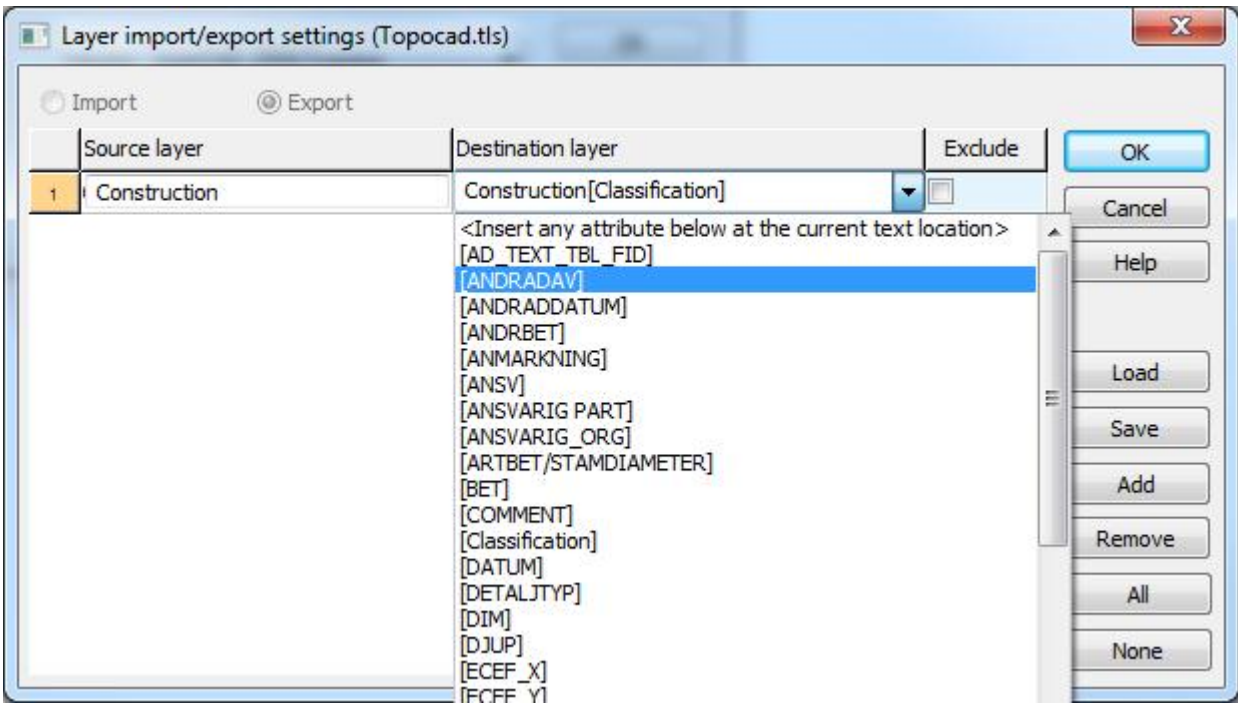 Layer import/export settings (Topocad.tls)
Import Export
Source layer Destination layer Exclude
1 Construction Construction[Classification]
<Insert any attribute below at the current text location>
[AD_TEXT_TBL_FID]
[ANDRADAV]
[ANDRADDATUM]
[ANDRBET]
[ANMARKNING]
[ANSV]
[ANSVARIG PART]
[ANSVARIG_ORG]
[ARTBET/STAMDIAMETER]
[BET]
[COMMENT]
[Classification]
[DATUM]
[DETALJTYP]
[DIM]
[DJUP]
[ECEF_X]
[ECEF_Y]
OK
Cancel
Help
Load
Save
Add
Remove
All
None